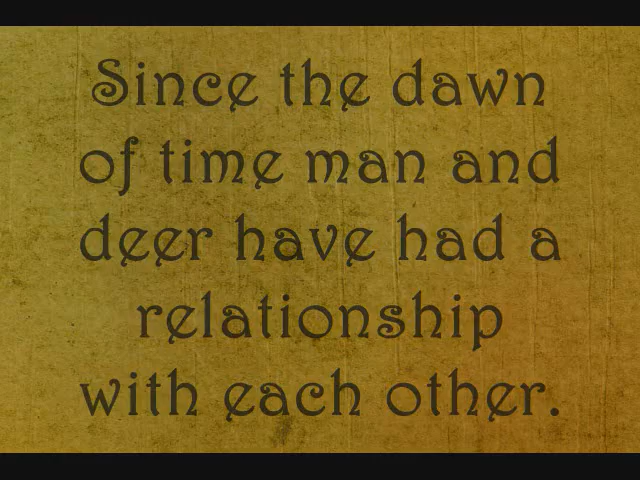 Since the dawn
of time man and
deer have had a
relationship
with each other.